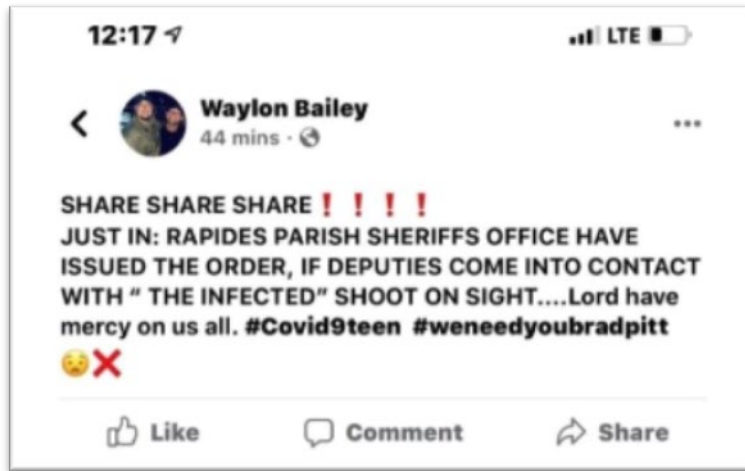 12:17 LTE
Waylon Bailey
44 mins ·
SHARE SHARE SHARE❗❗❗❗
JUST IN: RAPIDES PARISH SHERIFFS OFFICE HAVE
ISSUED THE ORDER, IF DEPUTIES COME INTO CONTACT
WITH “ THE INFECTED” SHOOT ON SIGHT....Lord have
mercy on us all. #Covid9teen #weneedyoubradpitt
😟❌
Like Comment Share